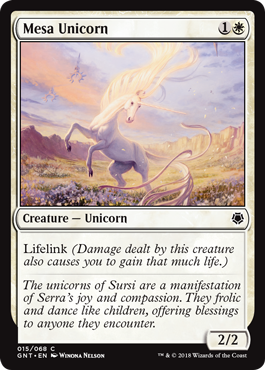 Mesa Unicorn 1
Creature — Unicorn
Lifelink (Damage dealt by this creature
also causes you to gain that much life.)
The unicorns of Sursi are a manifestation
of Serra's joy and compassion. They frolic
and dance like children, offering blessings
to anyone they encounter.
2/2
015/068 C
GNT • EN Winona Nelson
™ & © 2018 Wizards of the Coast